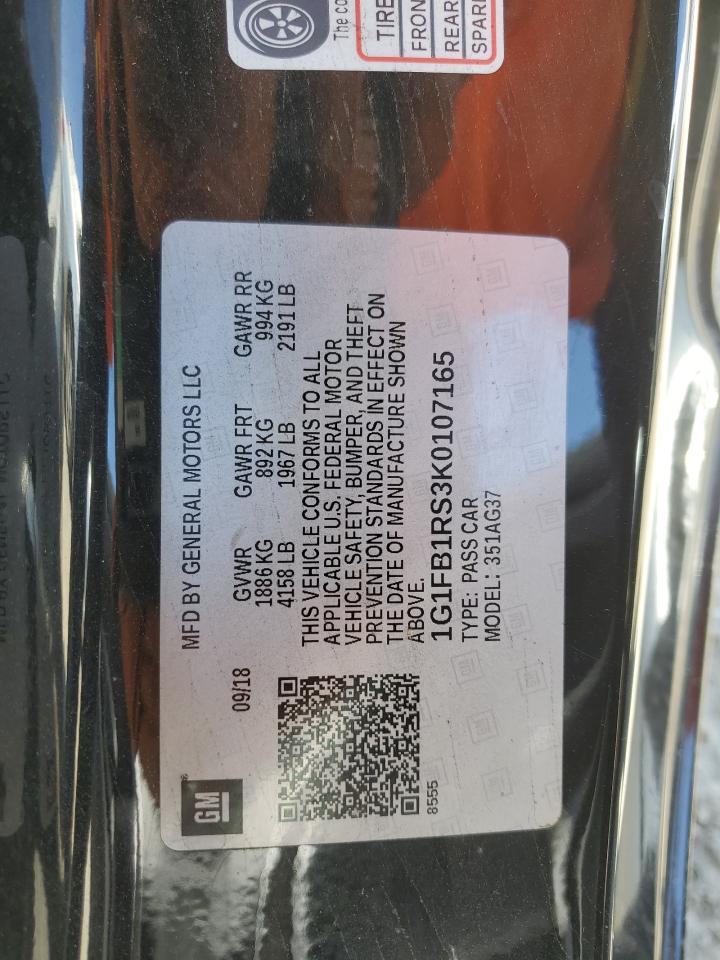 GM
09/18
8555
MFD BY GENERAL MOTORS LLC
GVWR GAWR FRT GAWR RR
1886 KG 892 KG 994 KG
4158 LB 1967 LB 2191 LB
THIS VEHICLE CONFORMS TO ALL
APPLICABLE U.S. FEDERAL MOTOR
VEHICLE SAFETY, BUMPER, AND THEFT
PREVENTION STANDARDS IN EFFECT ON
THE DATE OF MANUFACTURE SHOWN
ABOVE.
1G1FB1RS3K0107165
TYPE: PASS CAR
MODEL: 351AG37
The co
TIRE
FRON
REAR
SPAR